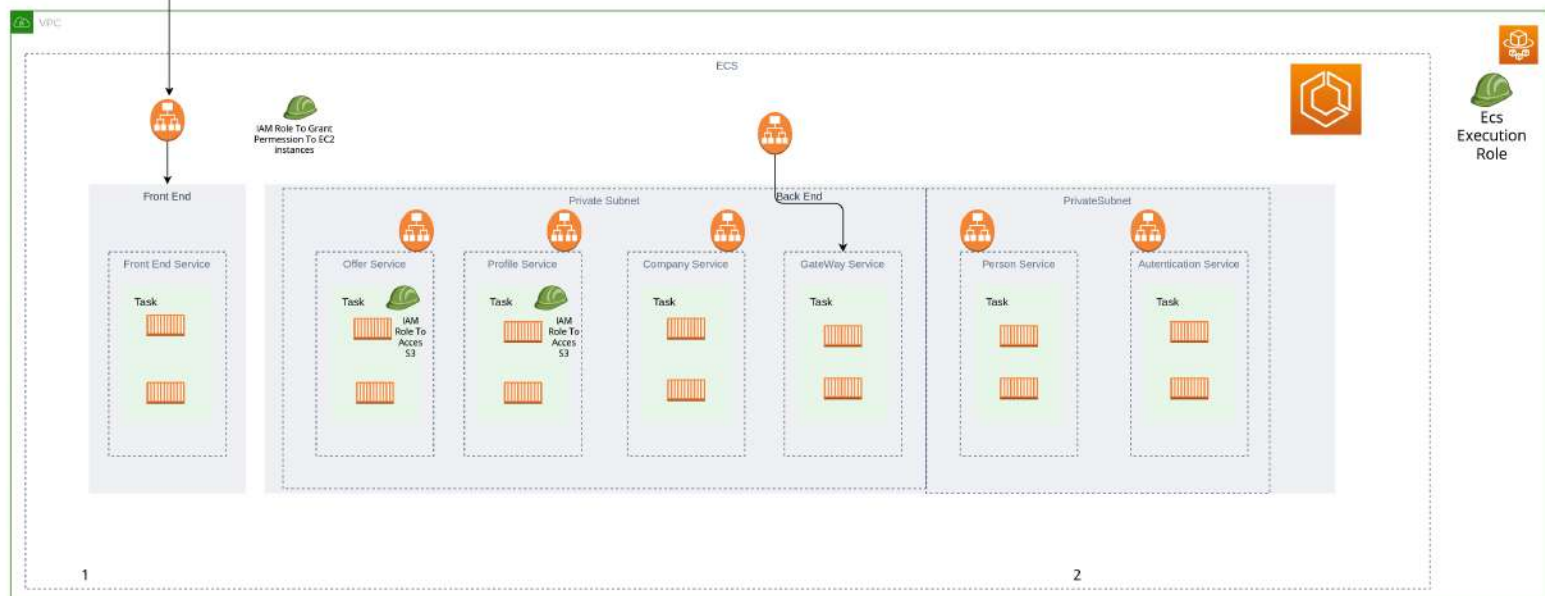 VPC
ECS
IAM Role To Grant
Permession To EC2
instances
Ecs
Execution
Role
Front End
Private Subnet
Back End
PrivateSubnet
Front End Service
Offer Service
Profile Service
Company Service
GateWay Service
Person Service
Autentication Service
Task
Task
Task
Task
Task
Task
Task
IAM
Role To
Acces
S3
IAM
Role To
Acces
S3
1
2